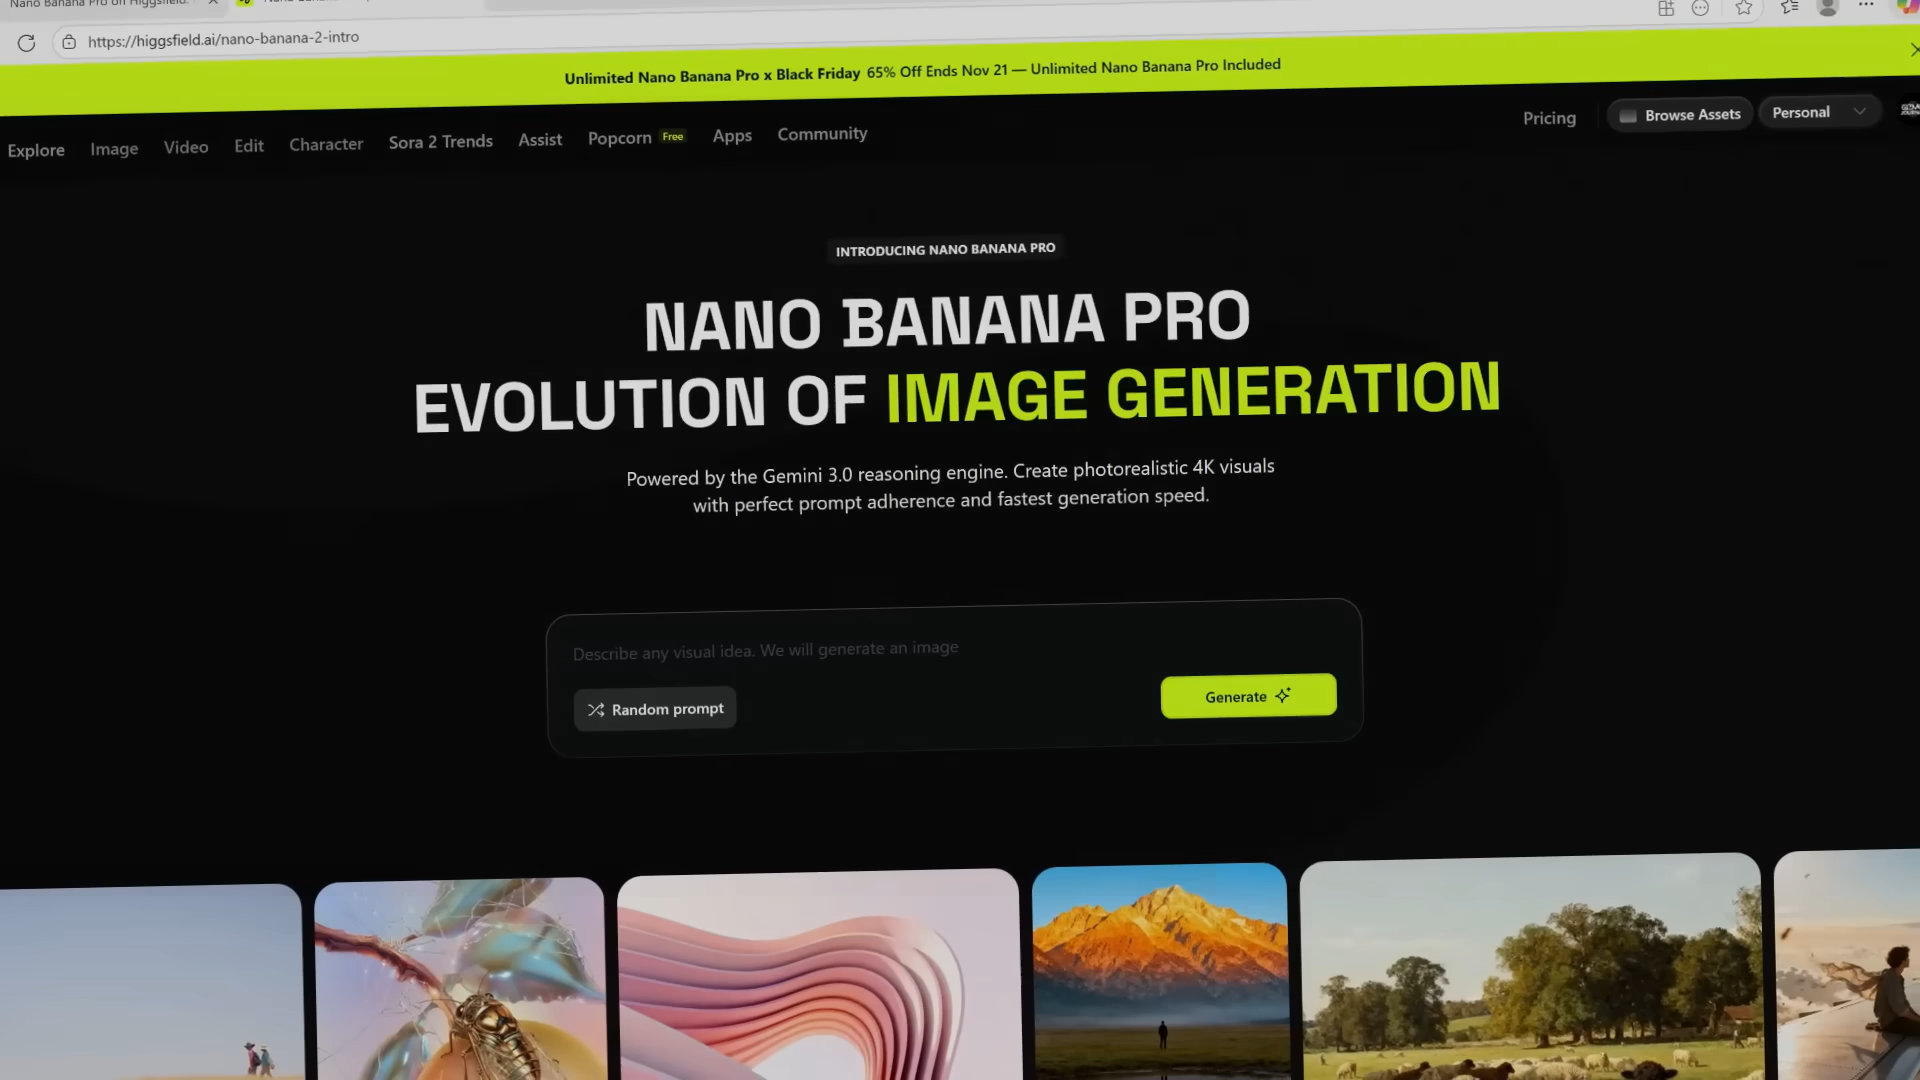 Nano Banana Pro on Higgsfield
https://higgsfield.ai/nano-banana-2-intro
Unlimited Nano Banana Pro x Black Friday 65% Off Ends Nov 21 — Unlimited Nano Banana Pro Included
Explore Image Video Edit Character Sora 2 Trends Assist Popcorn Free Apps Community Pricing Browse Assets Personal
INTRODUCING NANO BANANA PRO
NANO BANANA PRO
EVOLUTION OF IMAGE GENERATION
Powered by the Gemini 3.0 reasoning engine. Create photorealistic 4K visuals
with perfect prompt adherence and fastest generation speed.
Describe any visual idea. We will generate an image
Random prompt Generate